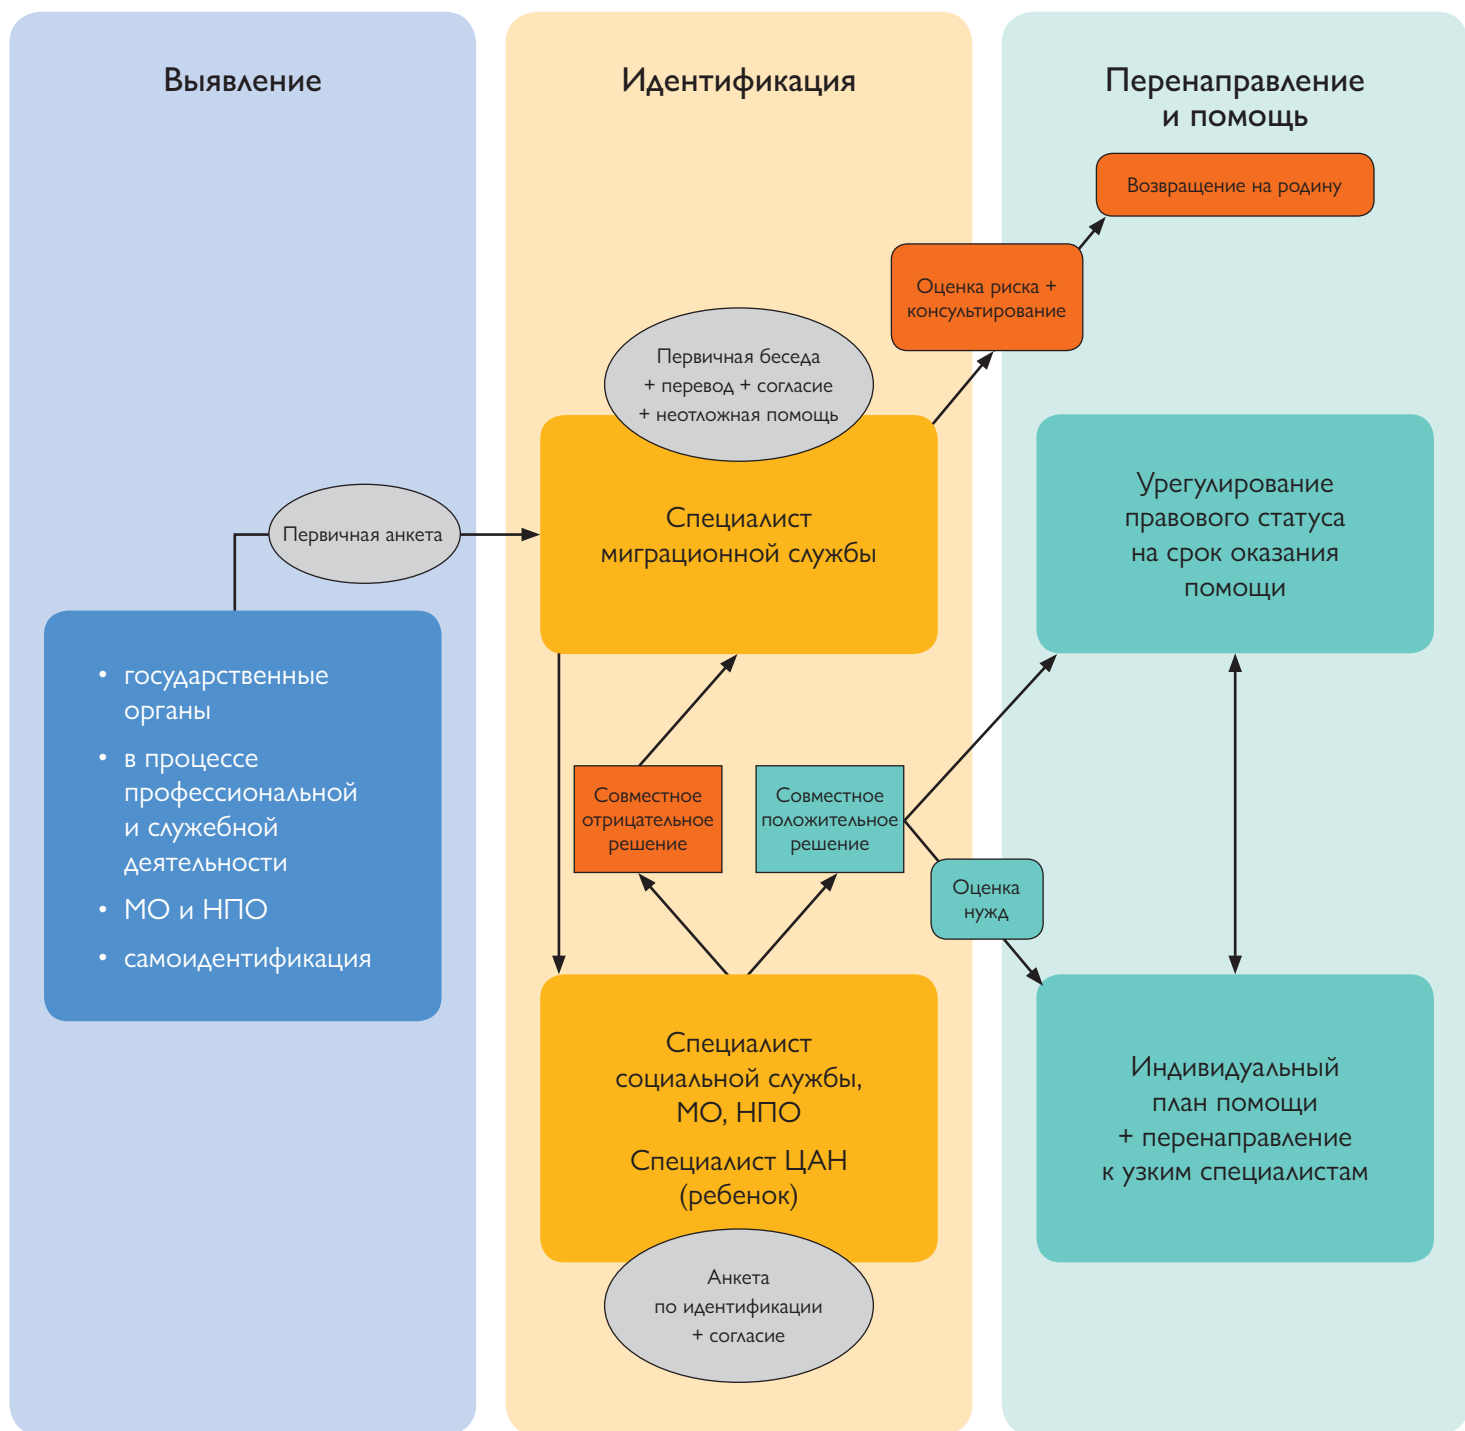 Выявление
Первичная анкета
• государственные
органы
• в процессе
профессиональной
и служебной
деятельности
• МО и НПО
• самоидентификация
Идентификация
Первичная беседа
+ перевод + согласие
+ неотложная помощь
Специалист
миграционной службы
Оценка риска +
консультирование
Совместное
отрицательное
решение
Совместное
положительное
решение
Оценка
нужд
Специалист
социальной службы,
МО, НПО
Специалист ЦАН
(ребенок)
Анкета
по идентификации
+ согласие
Перенаправление
и помощь
Возвращение на родину
Урегулирование
правового статуса
на срок оказания
помощи
Индивидуальный
план помощи
+ перенаправление
к узким специалистам